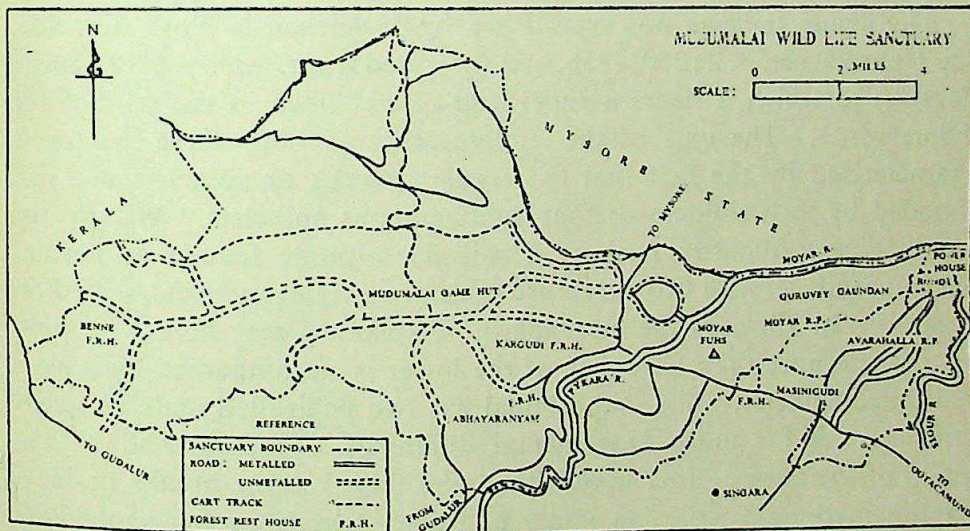 N
MUDUMALAI WILD LIFE SANCTUARY
MILES
0 2 4
SCALE:
MYSORE STATE
TO MYSORE
KERALA
MOYAR R.
POWER HOUSE
GURUVEY GAUNDAN
MUDUMALAI GAME HUT
MOYAR R.F.
AVARAHALLA R.F.
BENNE F.R.H.
KARGUDI F.R.H.
MOYAR
F.R.H.
MASINIGUDI
F.R.H.
ABHAYARANYAM
SIGUR R.
TO GUDALUR
FROM GUDALUR
SINGARA
TO OOTACAMUND
REFERENCE
SANCTUARY BOUNDARY
ROAD: METALLED
UNMETALLED
CART TRACK
FOREST REST HOUSE F.R.H.